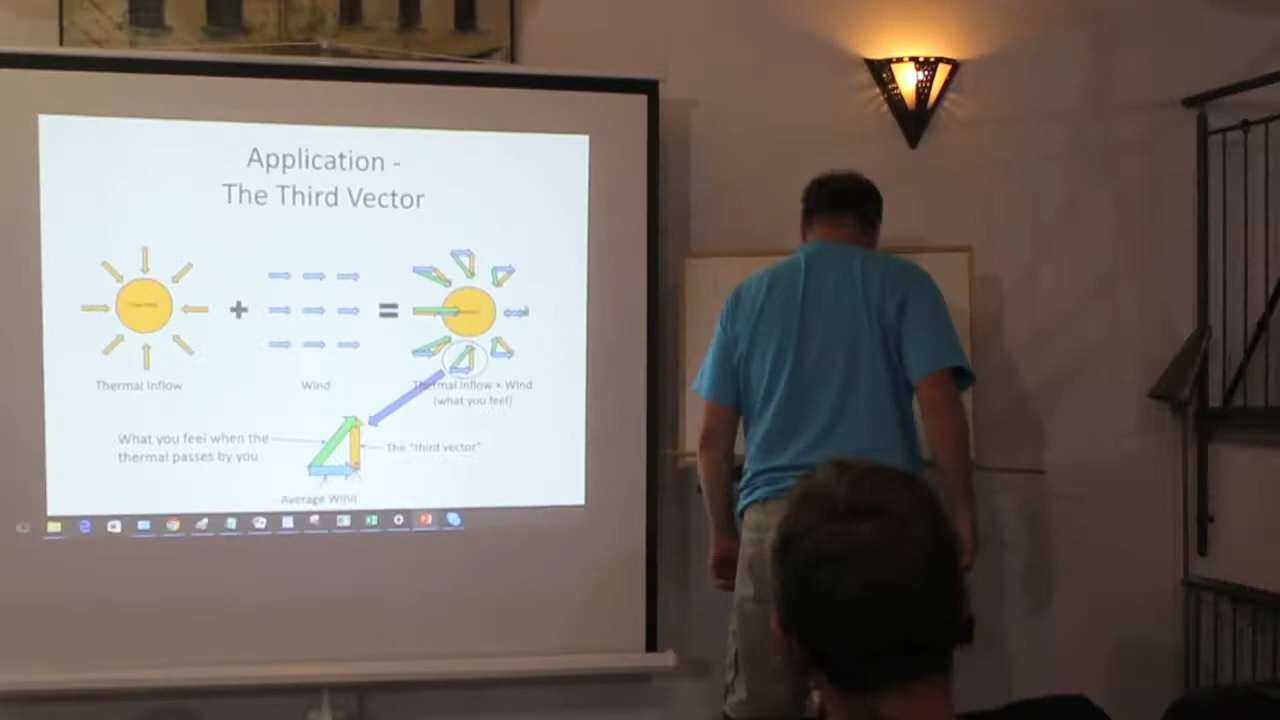 Application -
The Third Vector
+
=
Thermal Inflow
Wind
Thermal Inflow + Wind
(what you feel)
What you feel when the
thermal passes by you
The "third vector"
Average Wind